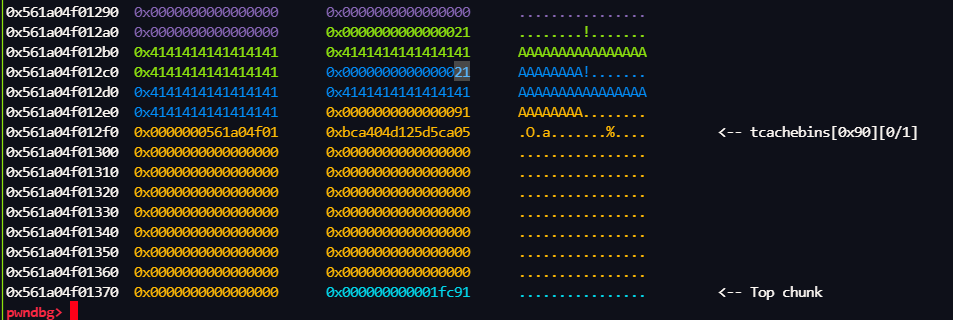 0x561a04f01290 0x0000000000000000 0x0000000000000000 ................
0x561a04f012a0 0x0000000000000000 0x0000000000000021 ........!.......
0x561a04f012b0 0x4141414141414141 0x4141414141414141 AAAAAAAAAAAAAAAA
0x561a04f012c0 0x4141414141414141 0x0000000000000021 AAAAAAAA!.......
0x561a04f012d0 0x4141414141414141 0x4141414141414141 AAAAAAAAAAAAAAAA
0x561a04f012e0 0x4141414141414141 0x0000000000000091 AAAAAAAA........
0x561a04f012f0 0x0000000561a04f01 0xbca404d125d5ca05 .O.a.......%.... <-- tcachebins[0x90][0/1]
0x561a04f01300 0x0000000000000000 0x0000000000000000 ................
0x561a04f01310 0x0000000000000000 0x0000000000000000 ................
0x561a04f01320 0x0000000000000000 0x0000000000000000 ................
0x561a04f01330 0x0000000000000000 0x0000000000000000 ................
0x561a04f01340 0x0000000000000000 0x0000000000000000 ................
0x561a04f01350 0x0000000000000000 0x0000000000000000 ................
0x561a04f01360 0x0000000000000000 0x0000000000000000 ................
0x561a04f01370 0x0000000000000000 0x000000000001fc91 ................ <-- Top chunk
pwndbg>